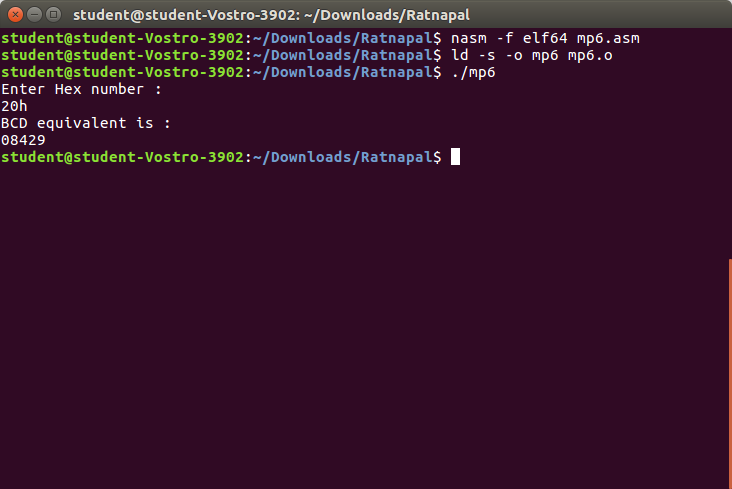 student@student-Vostro-3902: ~/Downloads/Ratnapal
student@student-Vostro-3902:~/Downloads/Ratnapal$ nasm -f elf64 mp6.asm
student@student-Vostro-3902:~/Downloads/Ratnapal$ ld -s -o mp6 mp6.o
student@student-Vostro-3902:~/Downloads/Ratnapal$ ./mp6
Enter Hex number :
20h
BCD equivalent is :
08429
student@student-Vostro-3902:~/Downloads/Ratnapal$